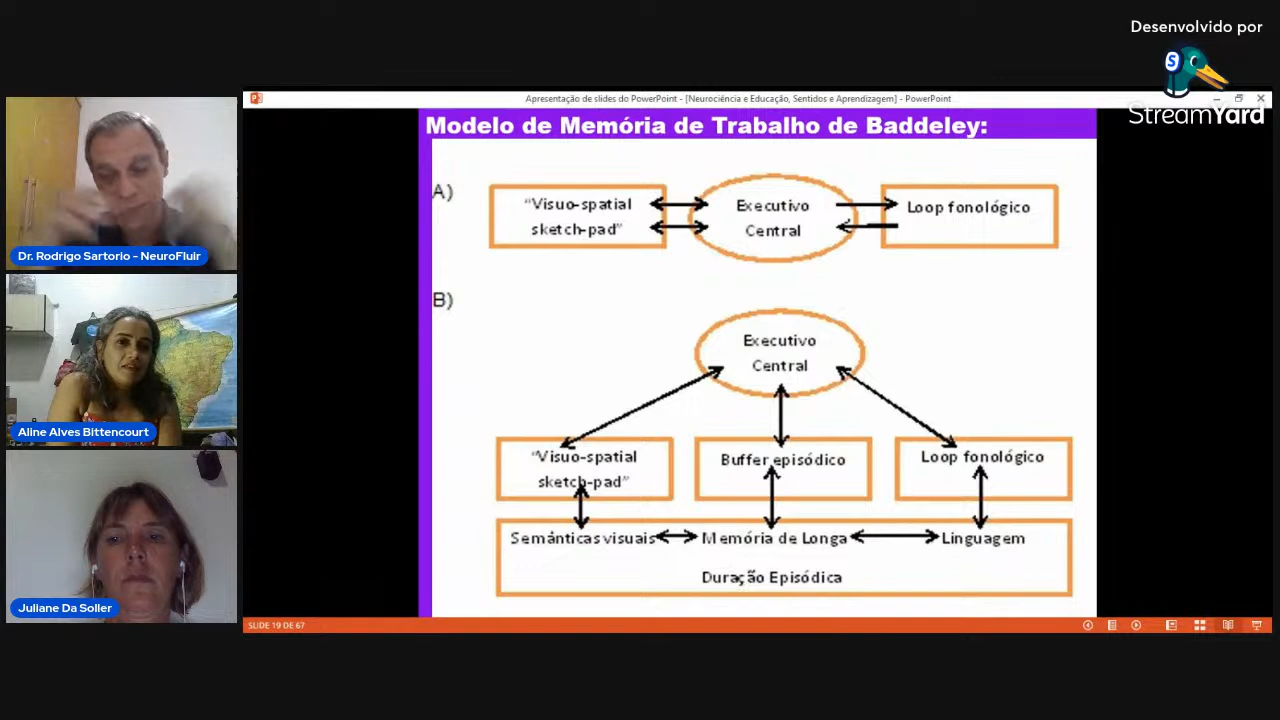 Desenvolvido por
StreamYard
Apresentação de slides do PowerPoint - [Neurociência e Educação, Sentidos e Aprendizagem] - PowerPoint
Modelo de Memória de Trabalho de Baddeley:
A)
"Visuo-spatial
sketch-pad"
Executivo
Central
Loop fonológico
B)
Executivo
Central
"Visuo-spatial
sketch-pad"
Buffer episódico
Loop fonológico
Semânticas visuais
Memória de Longa
Linguagem
Duração Episódica
SLIDE 19 DE 67
Dr. Rodrigo Sartorio - NeuroFluir
Aline Alves Bittencourt
Juliane Da Soller